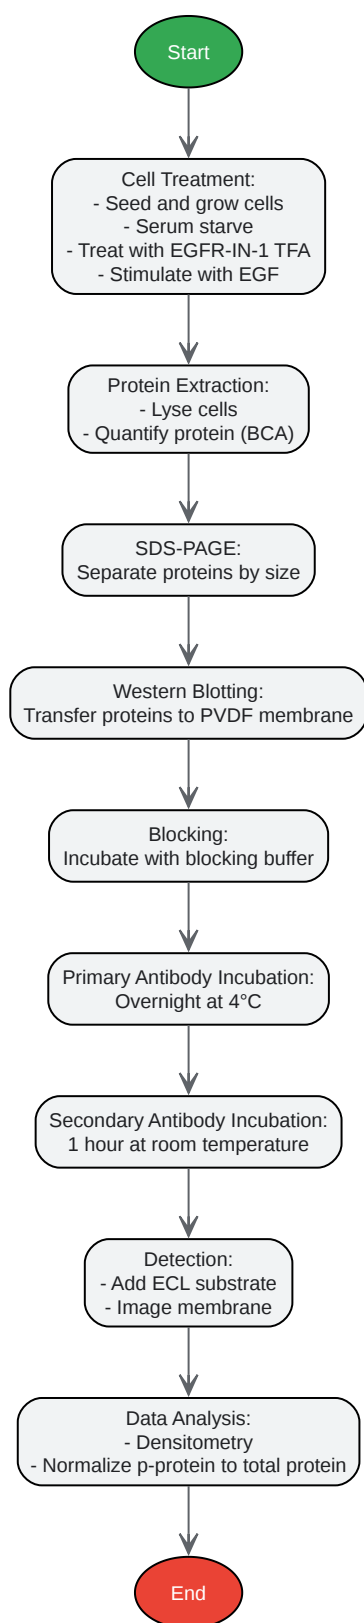 Start
Cell Treatment:
- Seed and grow cells
- Serum starve
- Treat with EGFR-IN-1 TFA
- Stimulate with EGF
Protein Extraction:
- Lyse cells
- Quantify protein (BCA)
SDS-PAGE:
Separate proteins by size
Western Blotting:
Transfer proteins to PVDF membrane
Blocking:
Incubate with blocking buffer
Primary Antibody Incubation:
Overnight at 4°C
Secondary Antibody Incubation:
1 hour at room temperature
Detection:
- Add ECL substrate
- Image membrane
Data Analysis:
- Densitometry
- Normalize p-protein to total protein
End